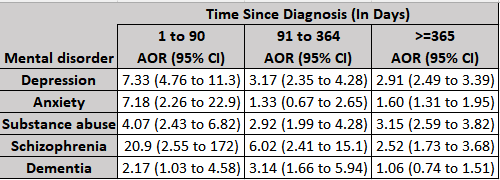 Time Since Diagnosis (In Days)
1 to 90 91 to 364 >=365
Mental disorder AOR (95% CI) AOR (95% CI) AOR (95% CI)
Depression 7.33 (4.76 to 11.3) 3.17 (2.35 to 4.28) 2.91 (2.49 to 3.39)
Anxiety 7.18 (2.26 to 22.9) 1.33 (0.67 to 2.65) 1.60 (1.31 to 1.95)
Substance abuse 4.07 (2.43 to 6.82) 2.92 (1.99 to 4.28) 3.15 (2.59 to 3.82)
Schizophrenia 20.9 (2.55 to 172) 6.02 (2.41 to 15.1) 2.52 (1.73 to 3.68)
Dementia 2.17 (1.03 to 4.58) 3.14 (1.66 to 5.94) 1.06 (0.74 to 1.51)